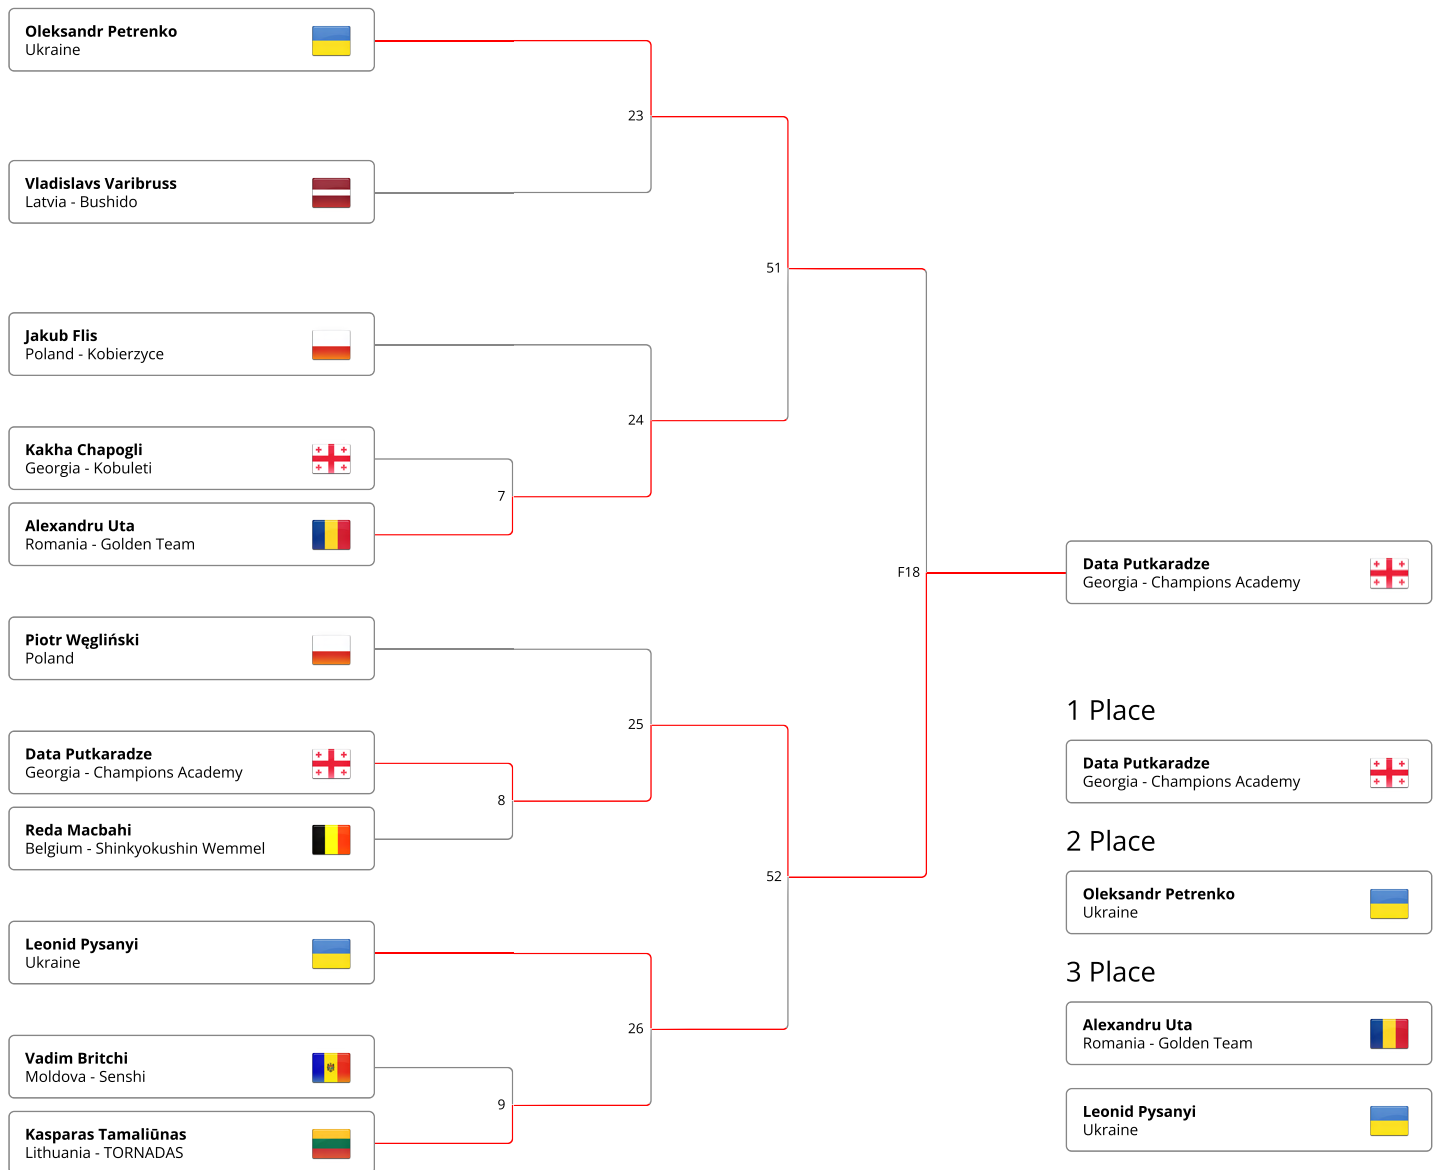 Oleksandr Petrenko
Ukraine
23
Vladislavs Varibruss
Latvia - Bushido
51
Jakub Flis
Poland - Kobierzyce
24
Kakha Chapogli
Georgia - Kobuleti
7
Alexandru Uta
Romania - Golden Team
F18
Data Putkaradze
Georgia - Champions Academy
Piotr Węgliński
Poland
25
Data Putkaradze
Georgia - Champions Academy
8
Reda Macbahi
Belgium - Shinkyokushin Wemmel
52
Leonid Pysanyi
Ukraine
26
Vadim Britchi
Moldova - Senshi
9
Kasparas Tamaliūnas
Lithuania - TORNADAS
1 Place
Data Putkaradze
Georgia - Champions Academy
2 Place
Oleksandr Petrenko
Ukraine
3 Place
Alexandru Uta
Romania - Golden Team
Leonid Pysanyi
Ukraine